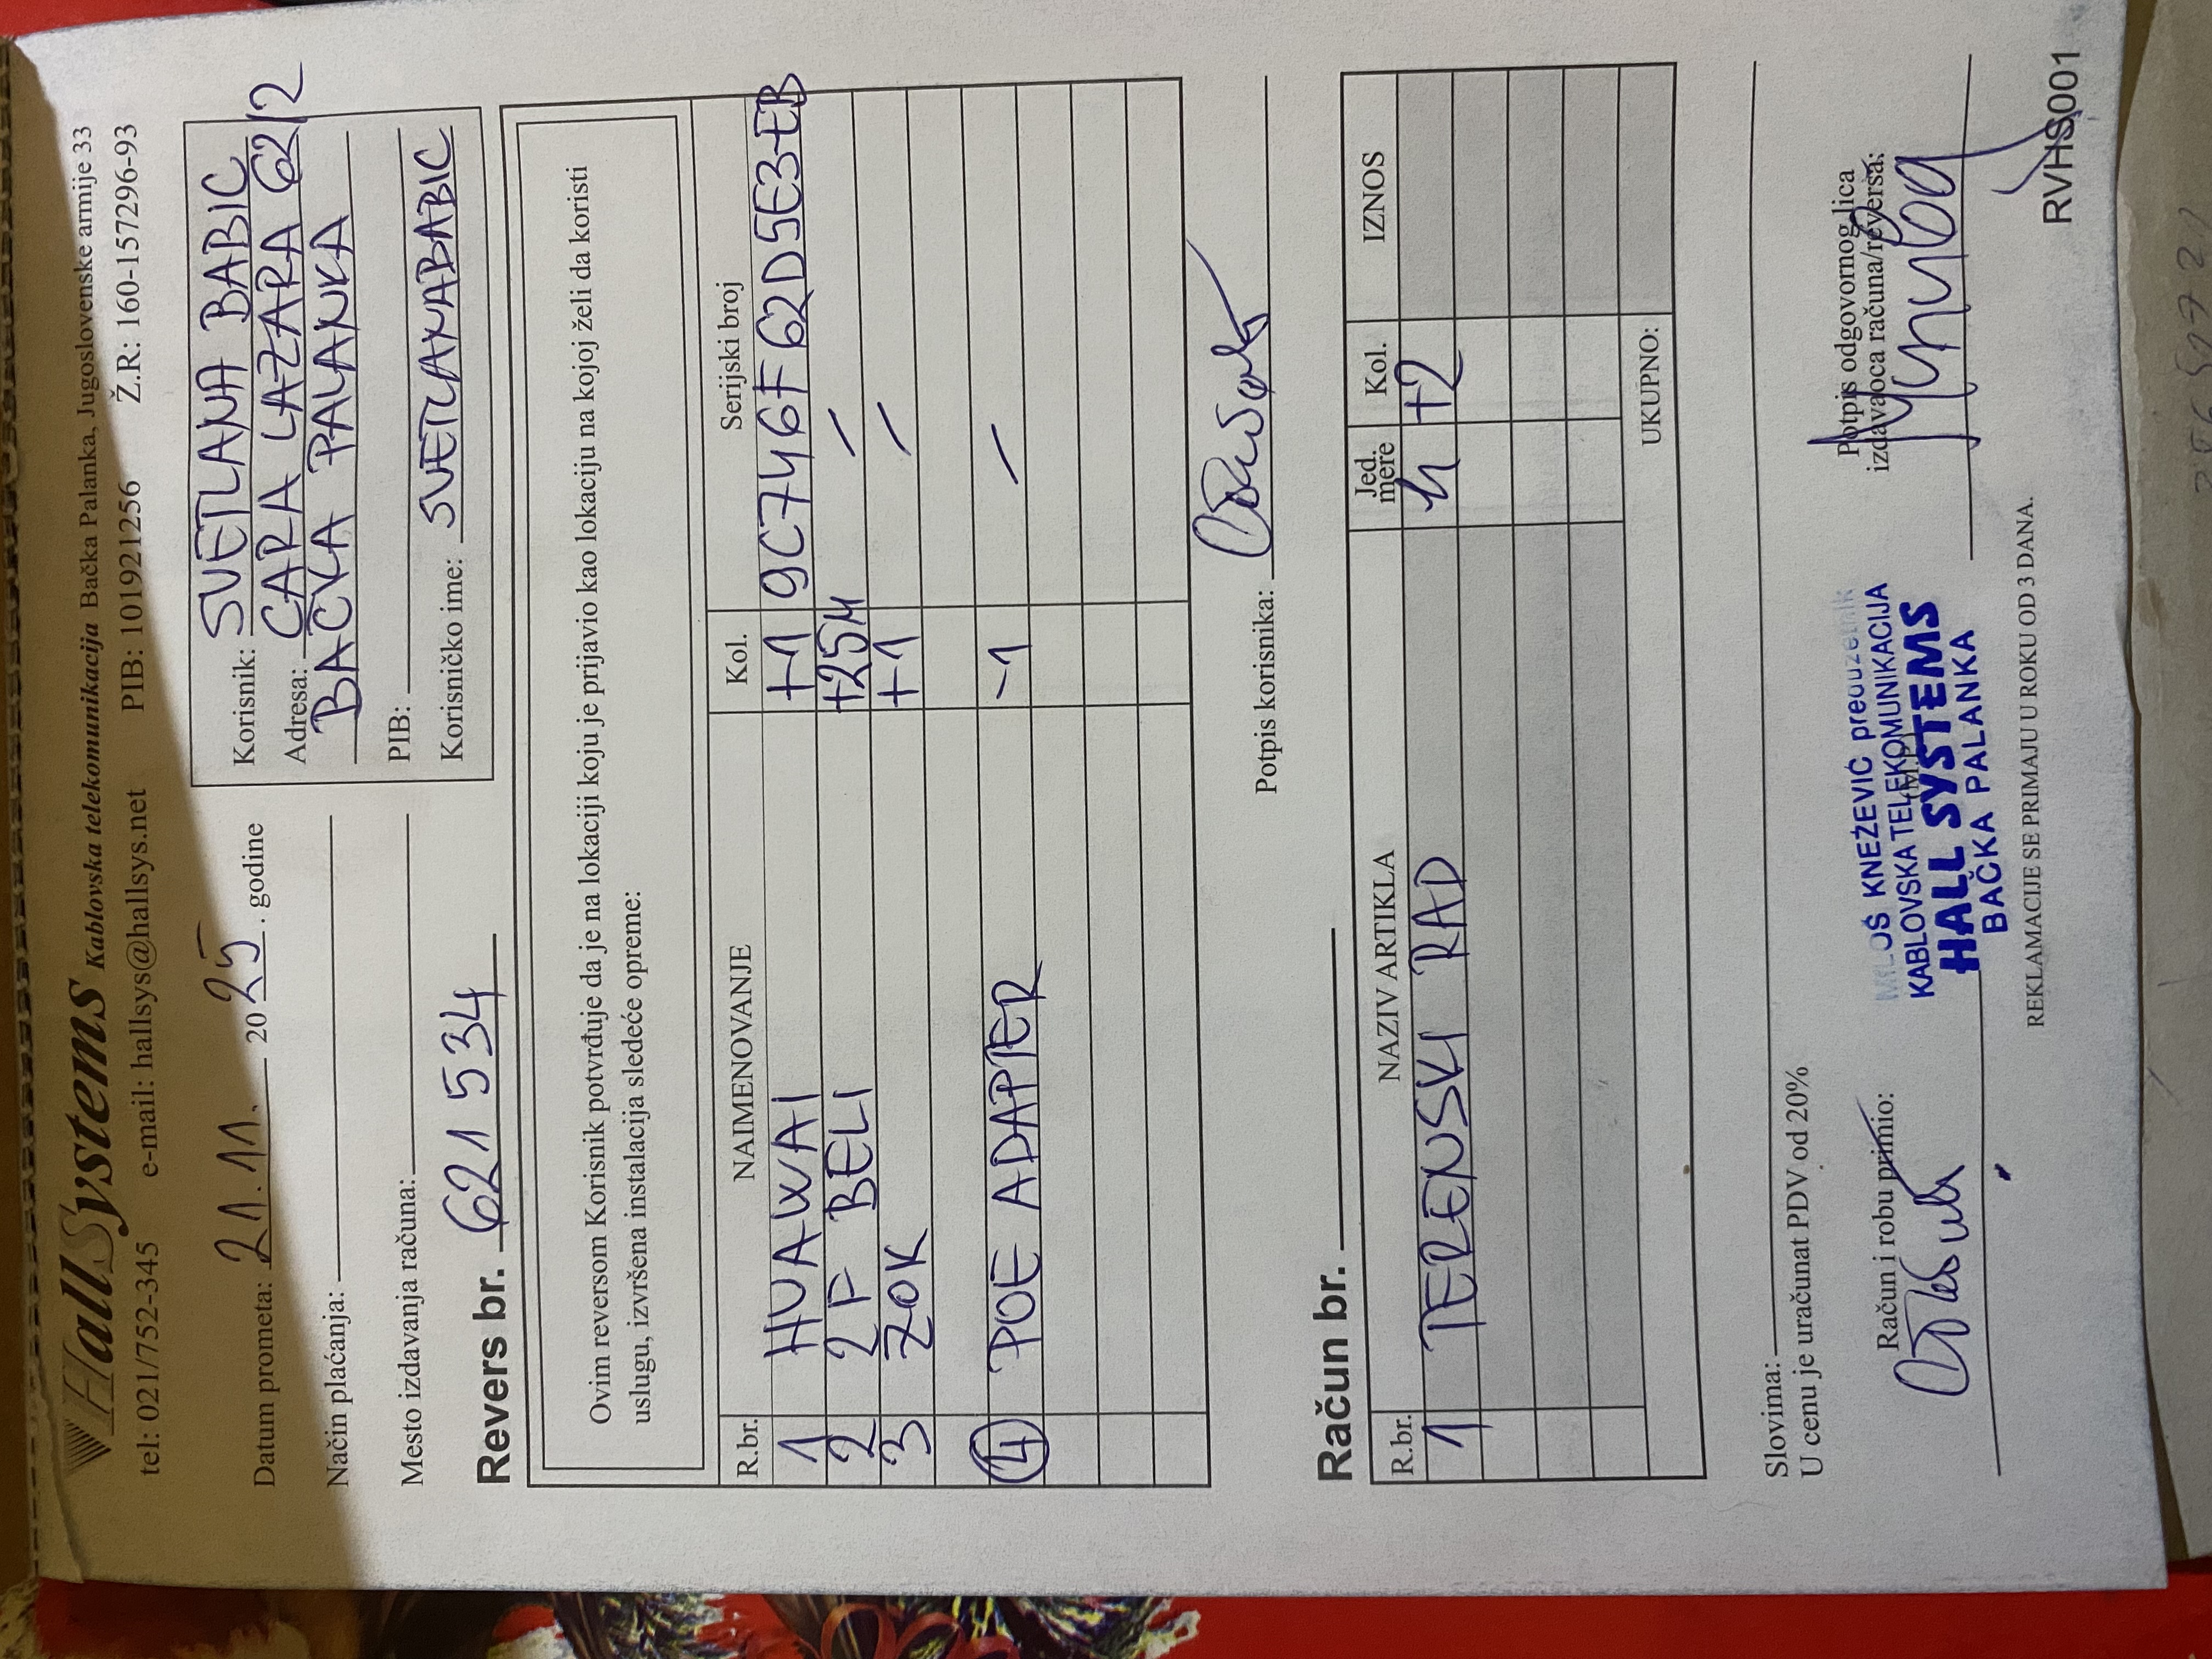 HallSystems Kablovska telekomunikacija Bačka Palanka, Jugoslovenske armije 33
tel: 021/752-345 e-mail: hallsys@hallsys.net PIB: 101921256 Ž.R: 160-157296-93
Datum prometa: 21.11. 2025. godine
Način plaćanja:
Mesto izdavanja računa:
Korisnik: SVETLANA BABIC
Adresa: CARA LAZARA 62/2
BACKA PALANKA
PIB:
Korisničko ime: SVETLANABABIC
Revers br. 621534
Ovim reversom Korisnik potvrđuje da je na lokaciji koju je prijavio kao lokaciju na kojoj želi da koristi
uslugu, izvršena instalacija sledeće opreme:
R.br. NAIMENOVANJE Kol. Serijski broj
1 HUAWAI +1 9C746F62D5E3EB
2 2F BELI +25M /
3 ZOK +1 /
4 POE ADAPTER -1 /
Potpis korisnika:
Račun br.
R.br. NAZIV ARTIKLA Jed. mere Kol. IZNOS
1 TERENSKI RAD h +2
UKUPNO:
Slovima:
U cenu je uračunat PDV od 20%
Račun i robu primio:
MILOŠ KNEŽEVIĆ preduzetnik
KABLOVSKA TELEKOMUNIKACIJA
HALL SYSTEMS
BAČKA PALANKA
Potpis odgovornog lica
izdavaoca računa/reversa:
REKLAMACIJE SE PRIMAJU U ROKU OD 3 DANA.
RVHS001